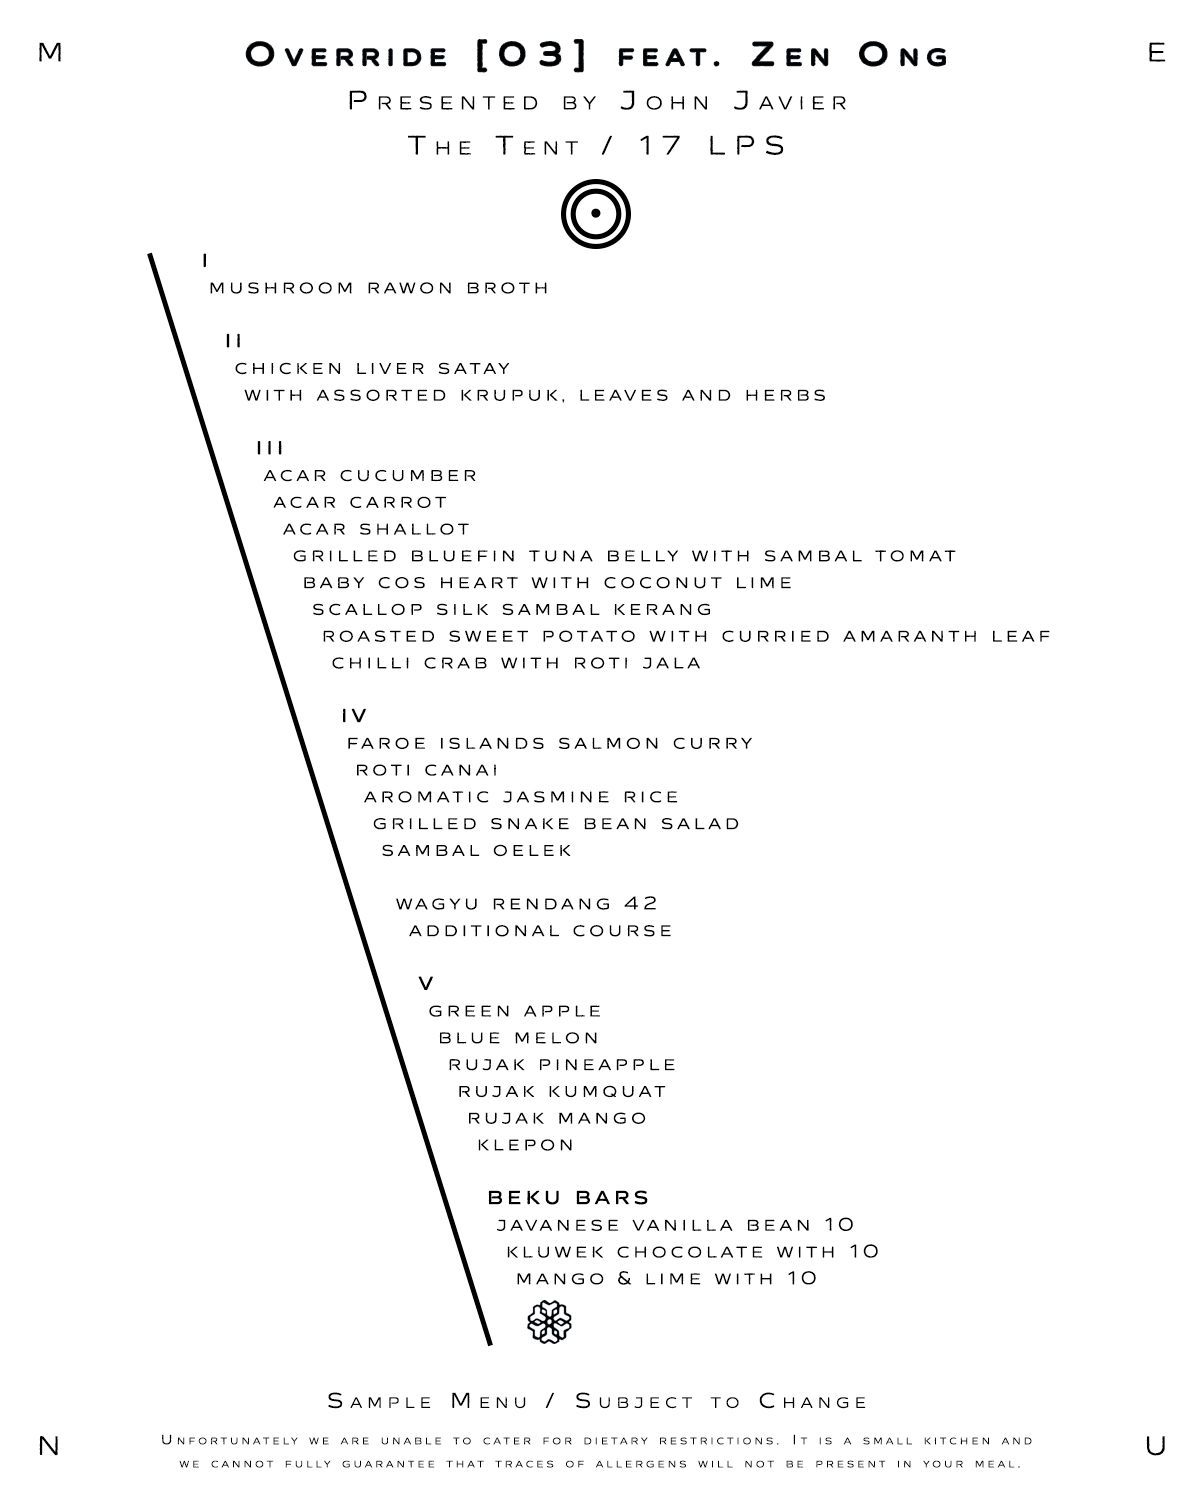 M
E
Override [03] feat. Zen Ong
Presented by John Javier
The Tent / 17 LPS
I
MUSHROOM RAWON BROTH
II
CHICKEN LIVER SATAY
WITH ASSORTED KRUPUK, LEAVES AND HERBS
III
ACAR CUCUMBER
ACAR CARROT
ACAR SHALLOT
GRILLED BLUEFIN TUNA BELLY WITH SAMBAL TOMAT
BABY COS HEART WITH COCONUT LIME
SCALLOP SILK SAMBAL KERANG
ROASTED SWEET POTATO WITH CURRIED AMARANTH LEAF
CHILLI CRAB WITH ROTI JALA
IV
FAROE ISLANDS SALMON CURRY
ROTI CANAI
AROMATIC JASMINE RICE
GRILLED SNAKE BEAN SALAD
SAMBAL OELEK
WAGYU RENDANG 42
ADDITIONAL COURSE
V
GREEN APPLE
BLUE MELON
RUJAK PINEAPPLE
RUJAK KUMQUAT
RUJAK MANGO
KLEPON
BEKU BARS
JAVANESE VANILLA BEAN 10
KLUWEK CHOCOLATE WITH 10
MANGO & LIME WITH 10
Sample Menu / Subject to Change
Unfortunately we are unable to cater for dietary restrictions. It is a small kitchen and
we cannot fully guarantee that traces of allergens will not be present in your meal.
N
U